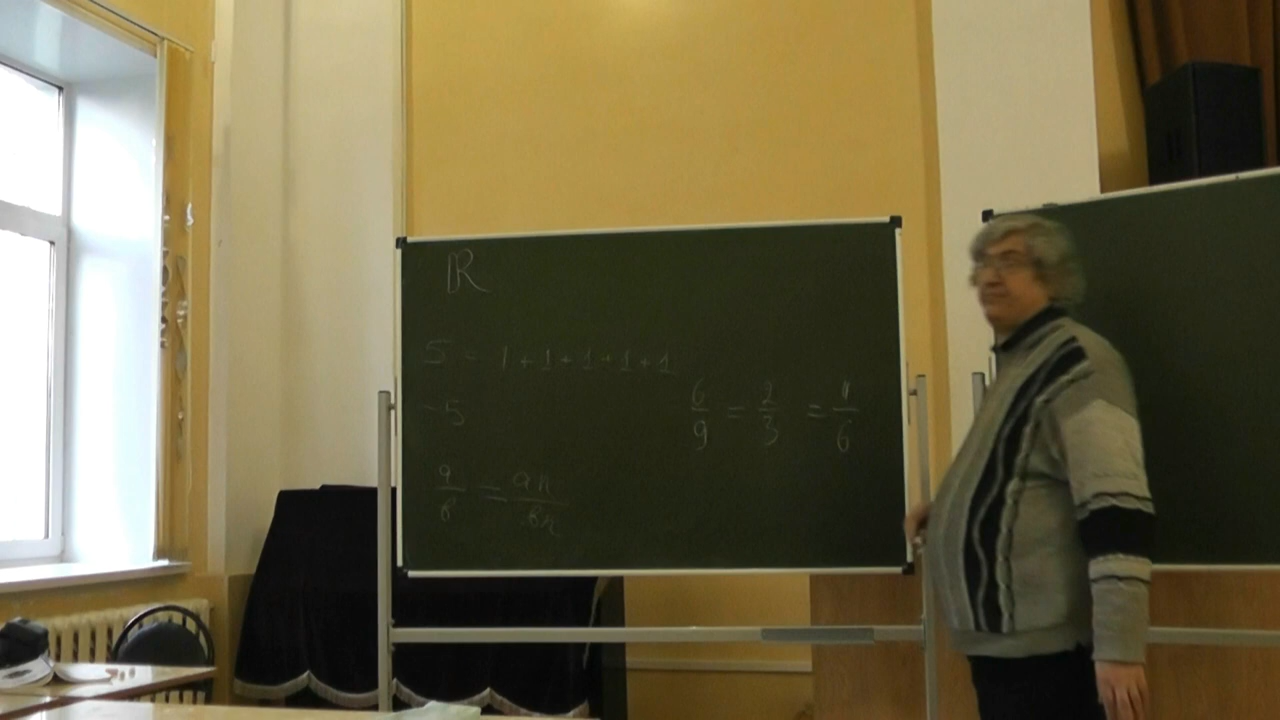 ℝ
5 = 1 + 1 + 1 + 1 + 1
-5
6/9 = 2/3 = 4/6
a/b = an/bn